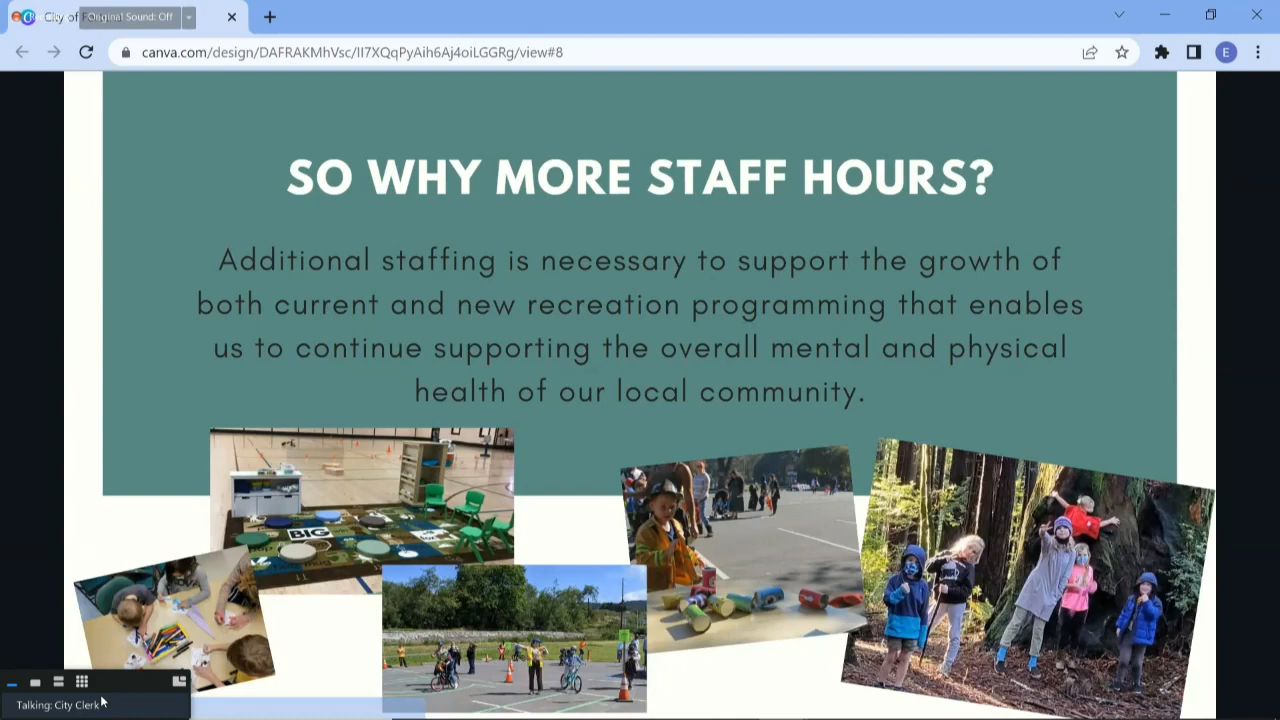 City of F
Original Sound: Off
canva.com/design/DAFRAKMhVsc/II7XQqPyAih6Aj4oiLGGRg/view#8
E
SO WHY MORE STAFF HOURS?
Additional staffing is necessary to support the growth of
both current and new recreation programming that enables
us to continue supporting the overall mental and physical
health of our local community.
BIG
Talking: City Clerk